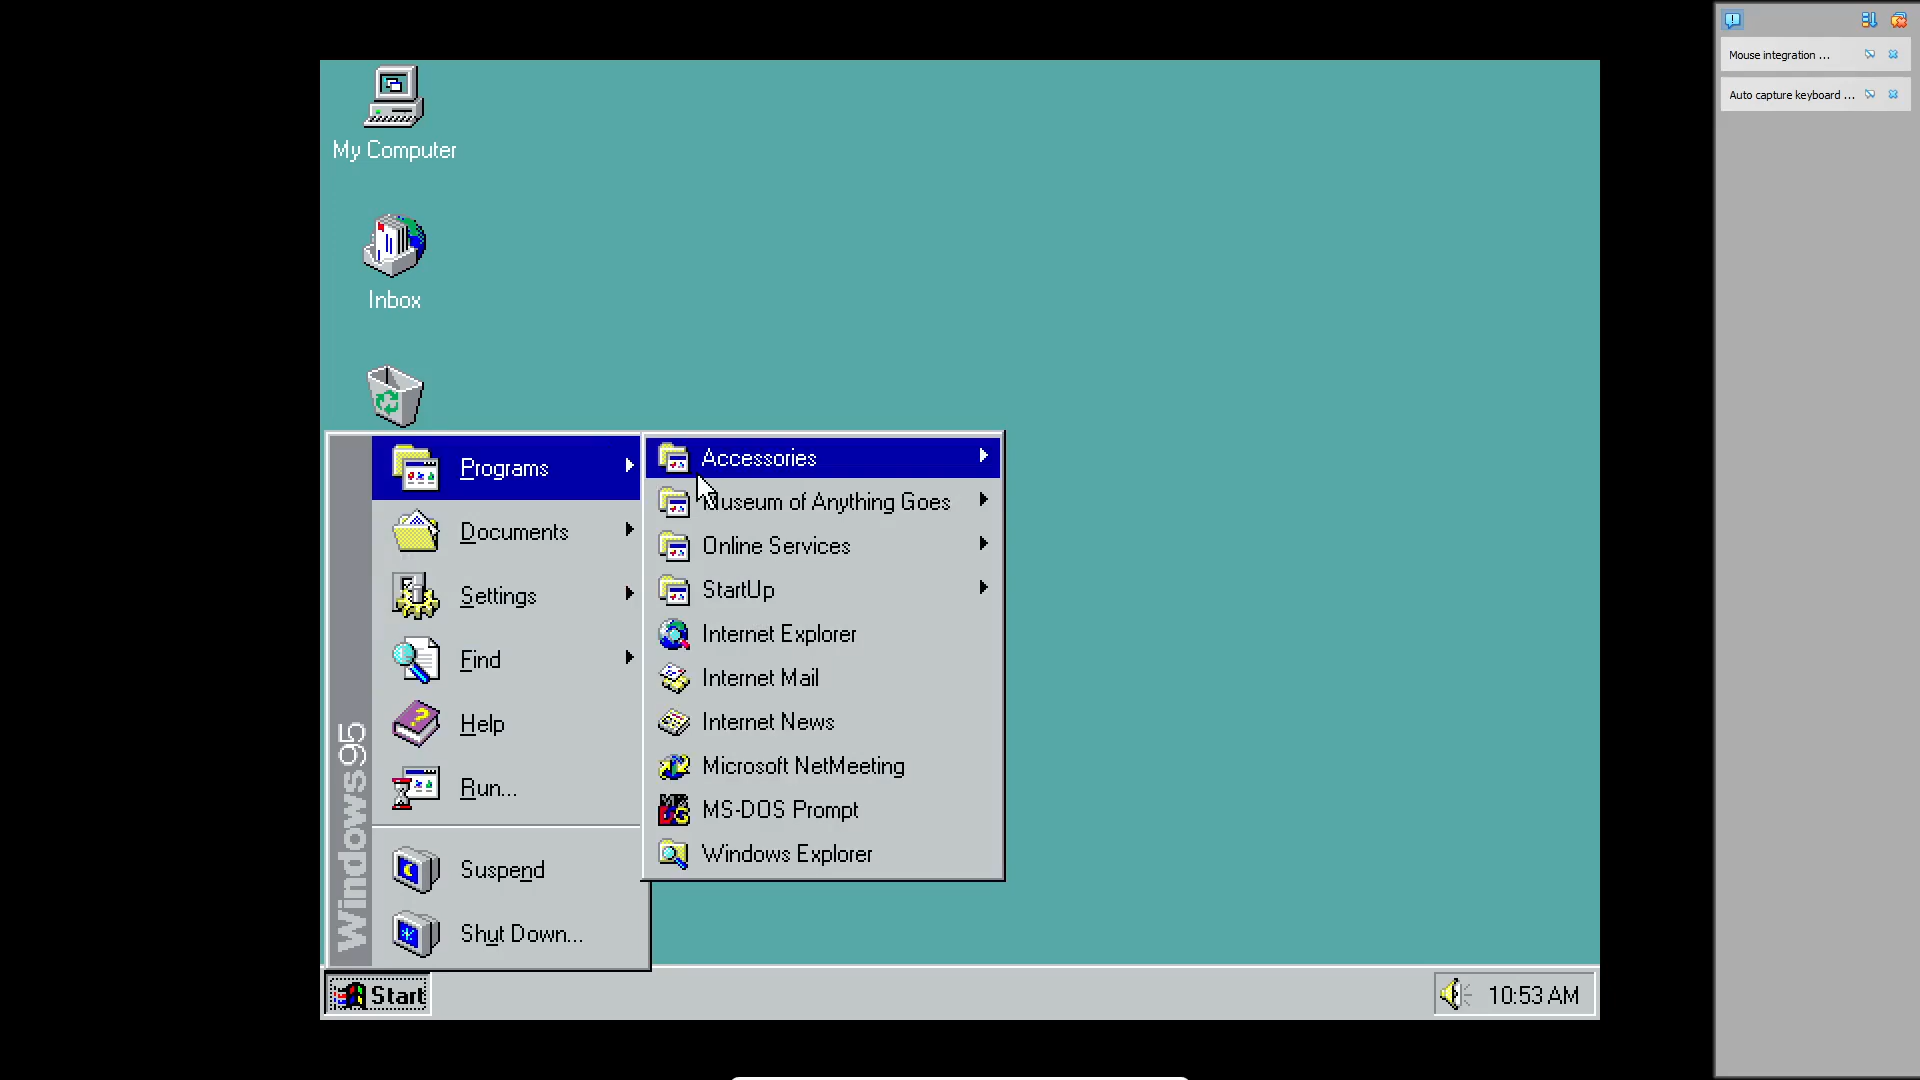 Mouse integration ...
Auto capture keyboard ...
My Computer
Inbox
Programs
Documents
Settings
Find
Help
Run...
Suspend
Shut Down...
Windows95
Accessories
Museum of Anything Goes
Online Services
StartUp
Internet Explorer
Internet Mail
Internet News
Microsoft NetMeeting
MS-DOS Prompt
Windows Explorer
Start
10:53 AM